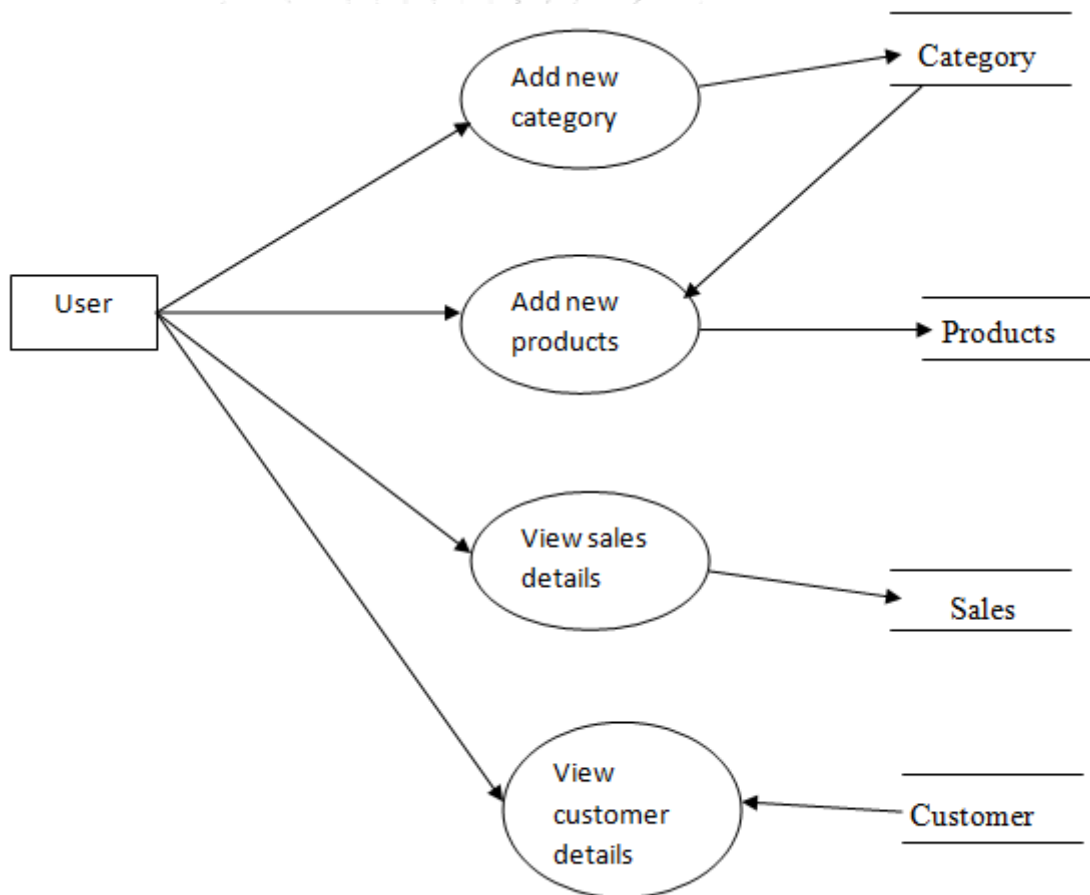 Add new
category
Category
User
Add new
products
Products
View sales
details
Sales
View
customer
details
Customer